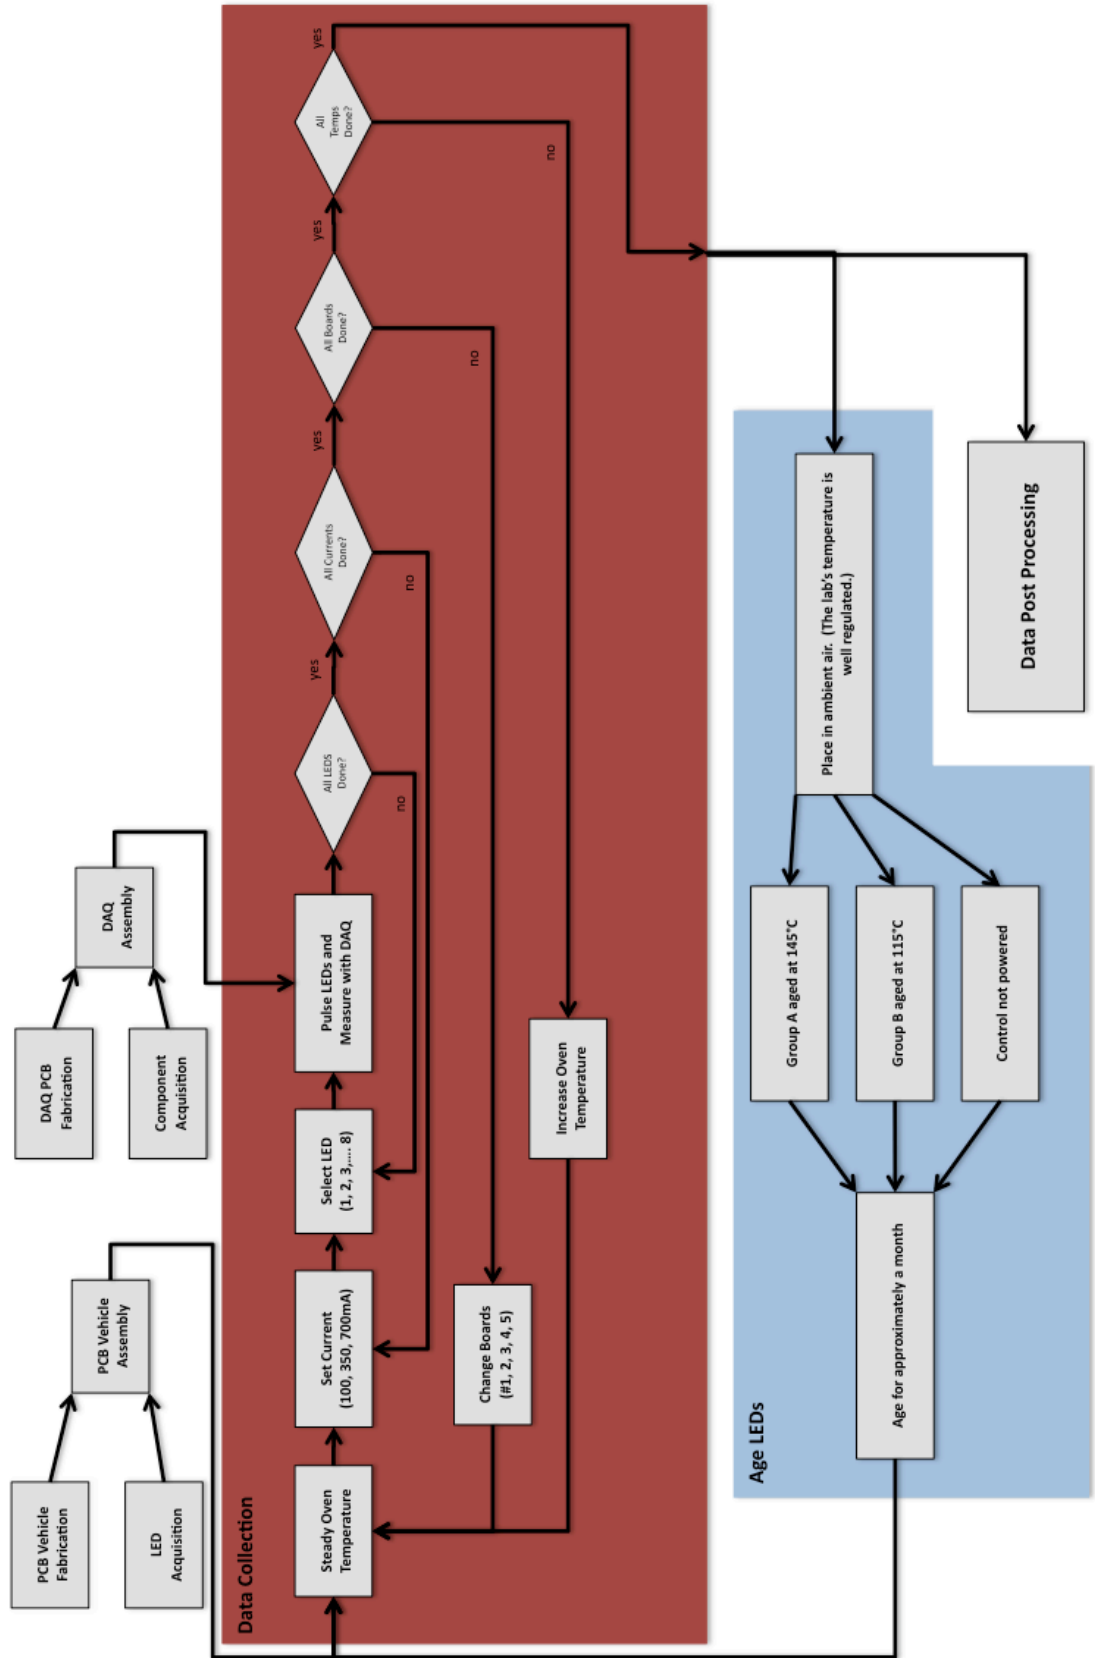 PCB Vehicle
Fabrication
LED
Acquisition
PCB Vehicle
Assembly
DAQ PCB
Fabrication
Component
Acquisition
DAQ
Assembly
Data Collection
Steady Oven
Temperature
Set Current
(100, 350, 700mA)
Select LED
(1, 2, 3,.... 8)
Pulse LEDs and
Measure with DAQ
All LEDS
Done?
yes
no
All Currents
Done?
yes
no
All Boards
Done?
yes
no
All
Temps
Done?
yes
no
Change Boards
(#1, 2, 3, 4, 5)
Increase Oven
Temperature
Age LEDs
Age for approximately a month
Group A aged at 145°C
Group B aged at 115°C
Control not powered
Place in ambient air. (The lab's temperature is
well regulated.)
Data Post Processing